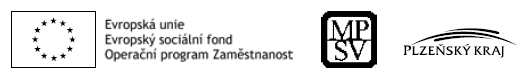 Evropská unie
Evropský sociální fond
Operační program Zaměstnanost
MP
SV
PLZEŇSKÝ KRAJ